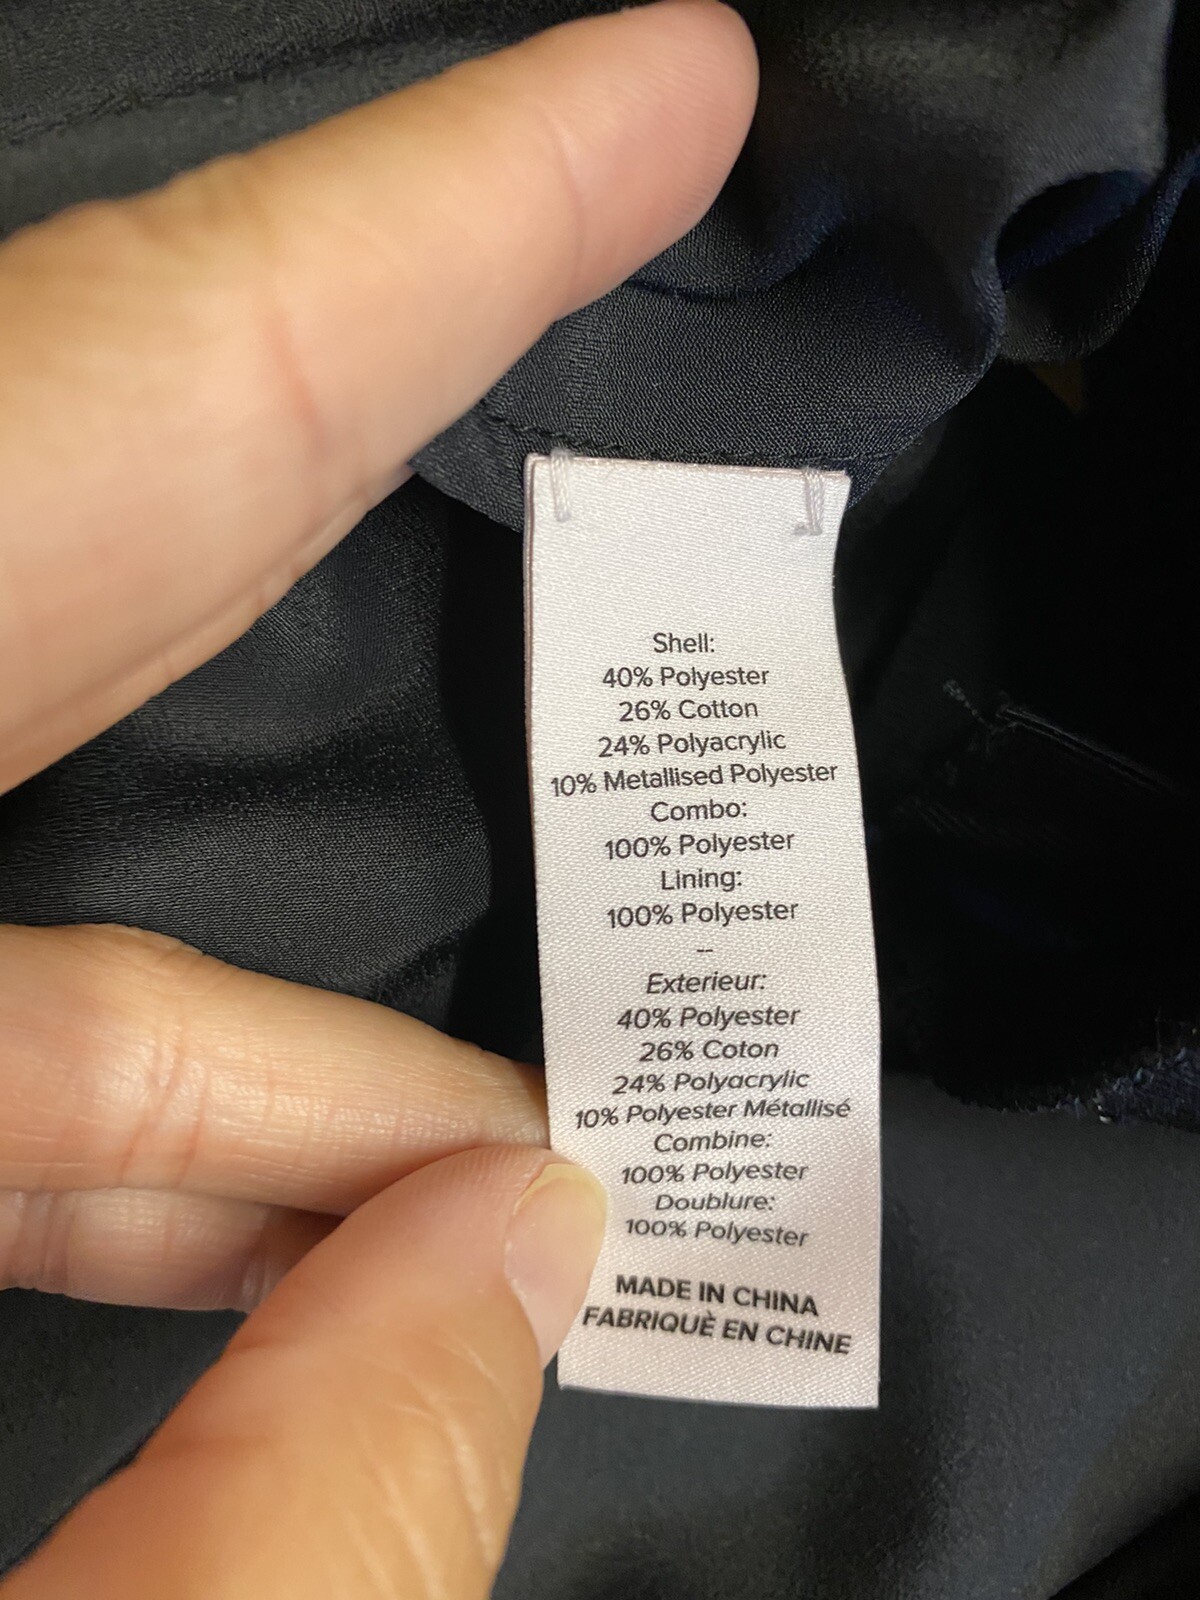 Shell:
40% Polyester
26% Cotton
24% Polyacrylic
10% Metallised Polyester
Combo:
100% Polyester
Lining:
100% Polyester
--
Exterieur:
40% Polyester
26% Coton
24% Polyacrylic
10% Polyester Métallisé
Combine:
100% Polyester
Doublure:
100% Polyester
MADE IN CHINA
FABRIQUÈ EN CHINE